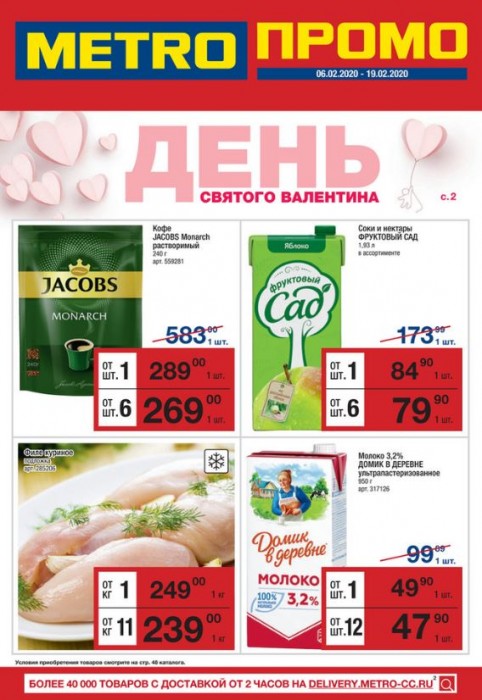 METRO ПРОМО
06.02.2020 - 19.02.2020
ДЕНЬ
СВЯТОГО ВАЛЕНТИНА
с. 2
Кофе
JACOBS Monarch
растворимый
240 г
арт. 559281
JACOBS
MONARCH
583 00
1 шт.
ОТ ШТ. 1 289 00 1 шт.
ОТ ШТ. 6 269 00 1 шт.
Соки и нектары
ФРУКТОВЫЙ САД
1,93 л
в ассортименте
Яблоко
фруктовый
Сад
173 99
1 шт.
ОТ ШТ. 1 84 90 1 шт.
ОТ ШТ. 6 79 90 1 шт.
Филе куриное
подложка
арт. 285206
ОТ КГ 1 249 00 1 кг
ОТ КГ 11 239 00 1 кг
Молоко 3,2%
ДОМИК В ДЕРЕВНЕ
ультрапастеризованное
950 г
арт. 317126
Домик
в деревне
МОЛОКО
100%
3,2%
99 69
1 шт.
ОТ ШТ. 1 49 90 1 шт.
ОТ ШТ. 12 47 90 1 шт.
Условия приобретения товаров смотрите на стр. 48 каталога.
БОЛЕЕ 40 000 ТОВАРОВ С ДОСТАВКОЙ ОТ 2 ЧАСОВ НА DELIVERY.METRO-CC.RU